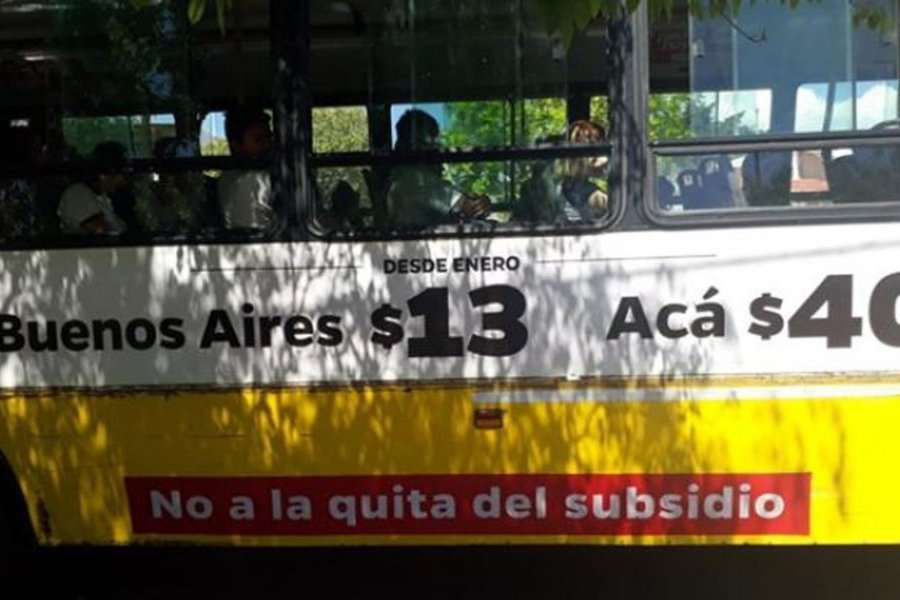 DESDE ENERO
Buenos Aires $13 Acá $40
No a la quita del subsidio